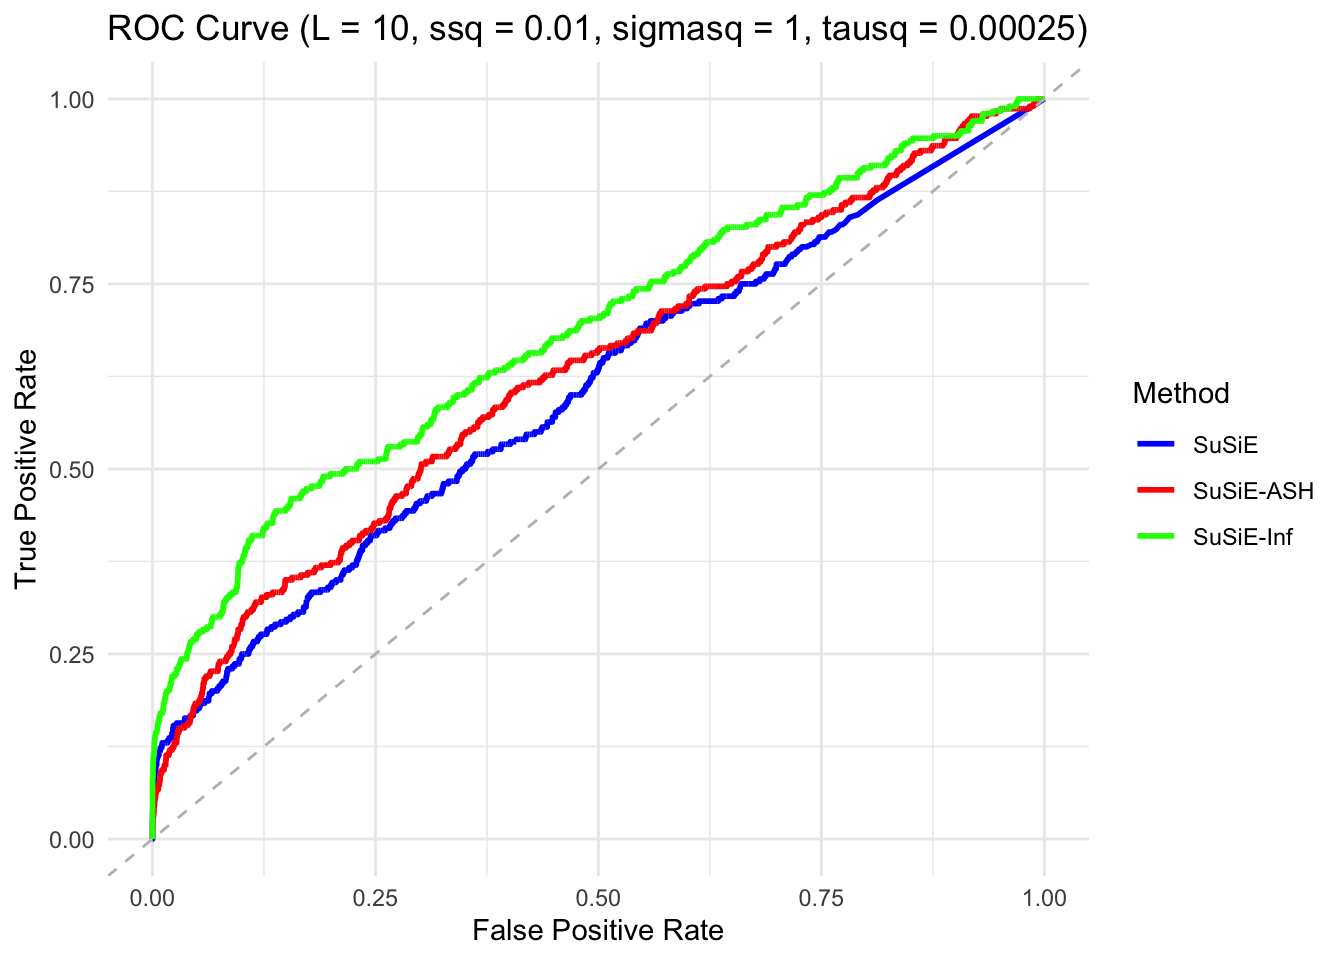 ROC Curve (L = 10, ssq = 0.01, sigmasq = 1, tausq = 0.00025)
True Positive Rate
1.00
0.75
0.50
0.25
0.00
0.00 0.25 0.50 0.75 1.00
False Positive Rate
Method
SuSiE
SuSiE-ASH
SuSiE-Inf